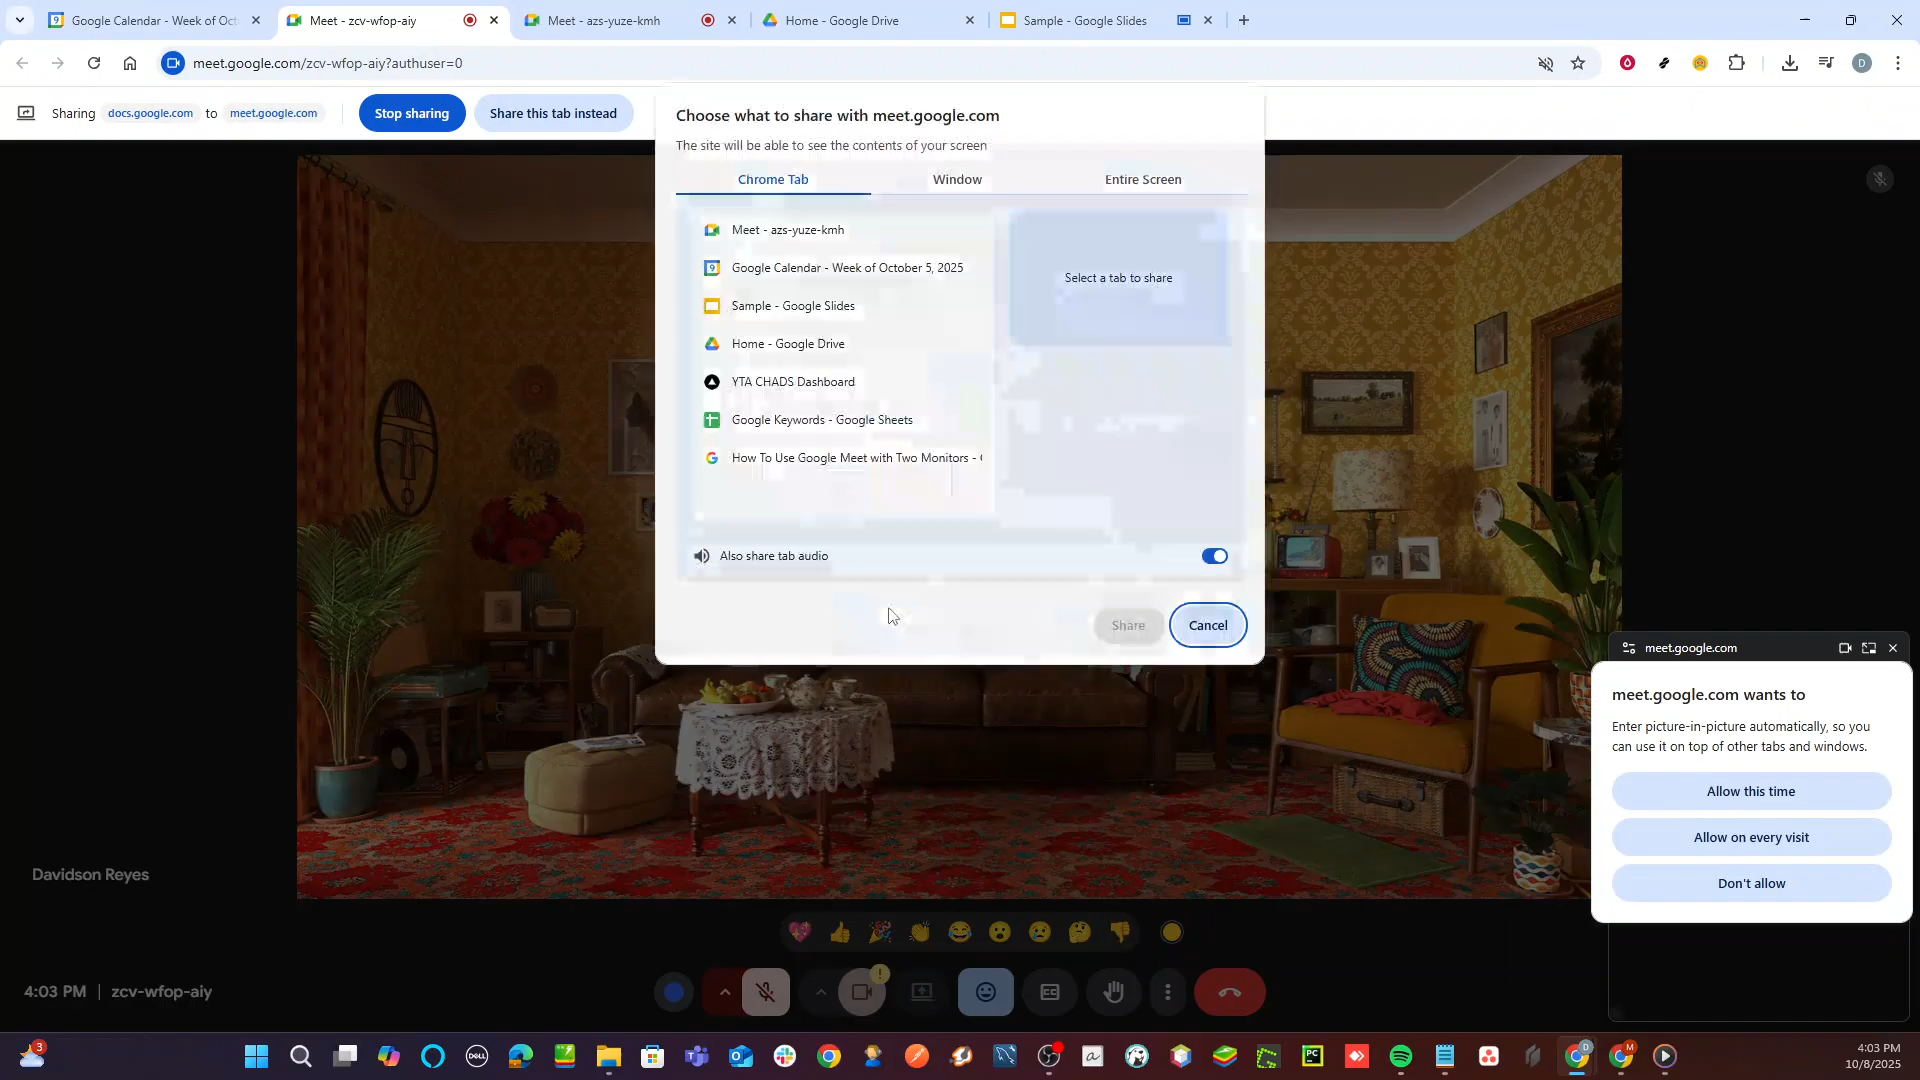 Google Calendar - Week of Oct
Meet - zcv-wfop-aiy
Meet - azs-yuze-kmh
Home - Google Drive
Sample - Google Slides
meet.google.com/zcv-wfop-aiy?authuser=0
D
Sharing docs.google.com to meet.google.com
Stop sharing
Share this tab instead
Choose what to share with meet.google.com
The site will be able to see the contents of your screen
Chrome Tab
Window
Entire Screen
Meet - azs-yuze-kmh
Google Calendar - Week of October 5, 2025
Sample - Google Slides
Home - Google Drive
YTA CHADS Dashboard
Google Keywords - Google Sheets
How To Use Google Meet with Two Monitors -
Select a tab to share
Also share tab audio
Share
Cancel
meet.google.com
meet.google.com wants to
Enter picture-in-picture automatically, so you
can use it on top of other tabs and windows.
Allow this time
Allow on every visit
Don't allow
Davidson Reyes
4:03 PM | zcv-wfop-aiy
3
DELL
PC
D
M
4:03 PM
10/8/2025